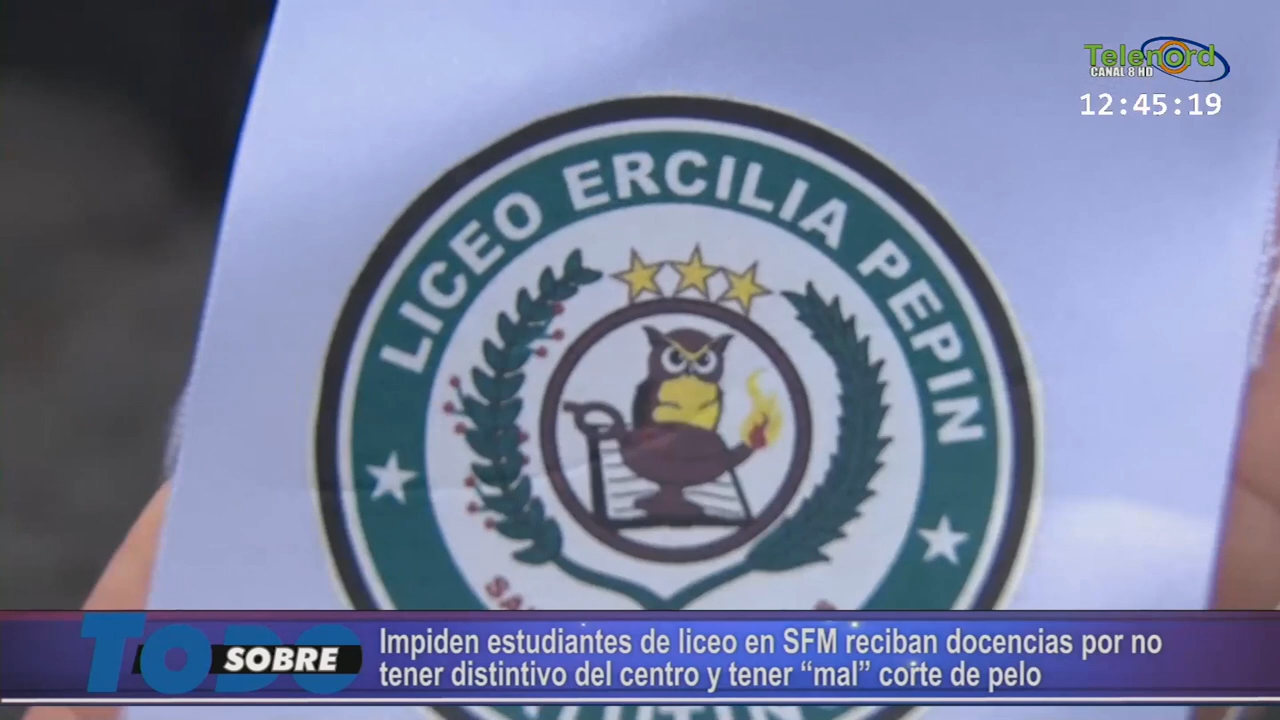 Telenord
CANAL 8 HD
12:45:19
LICEO ERCILIA PEPIN
TODO SOBRE
Impiden estudiantes de liceo en SFM reciban docencias por no
tener distintivo del centro y tener “mal” corte de pelo